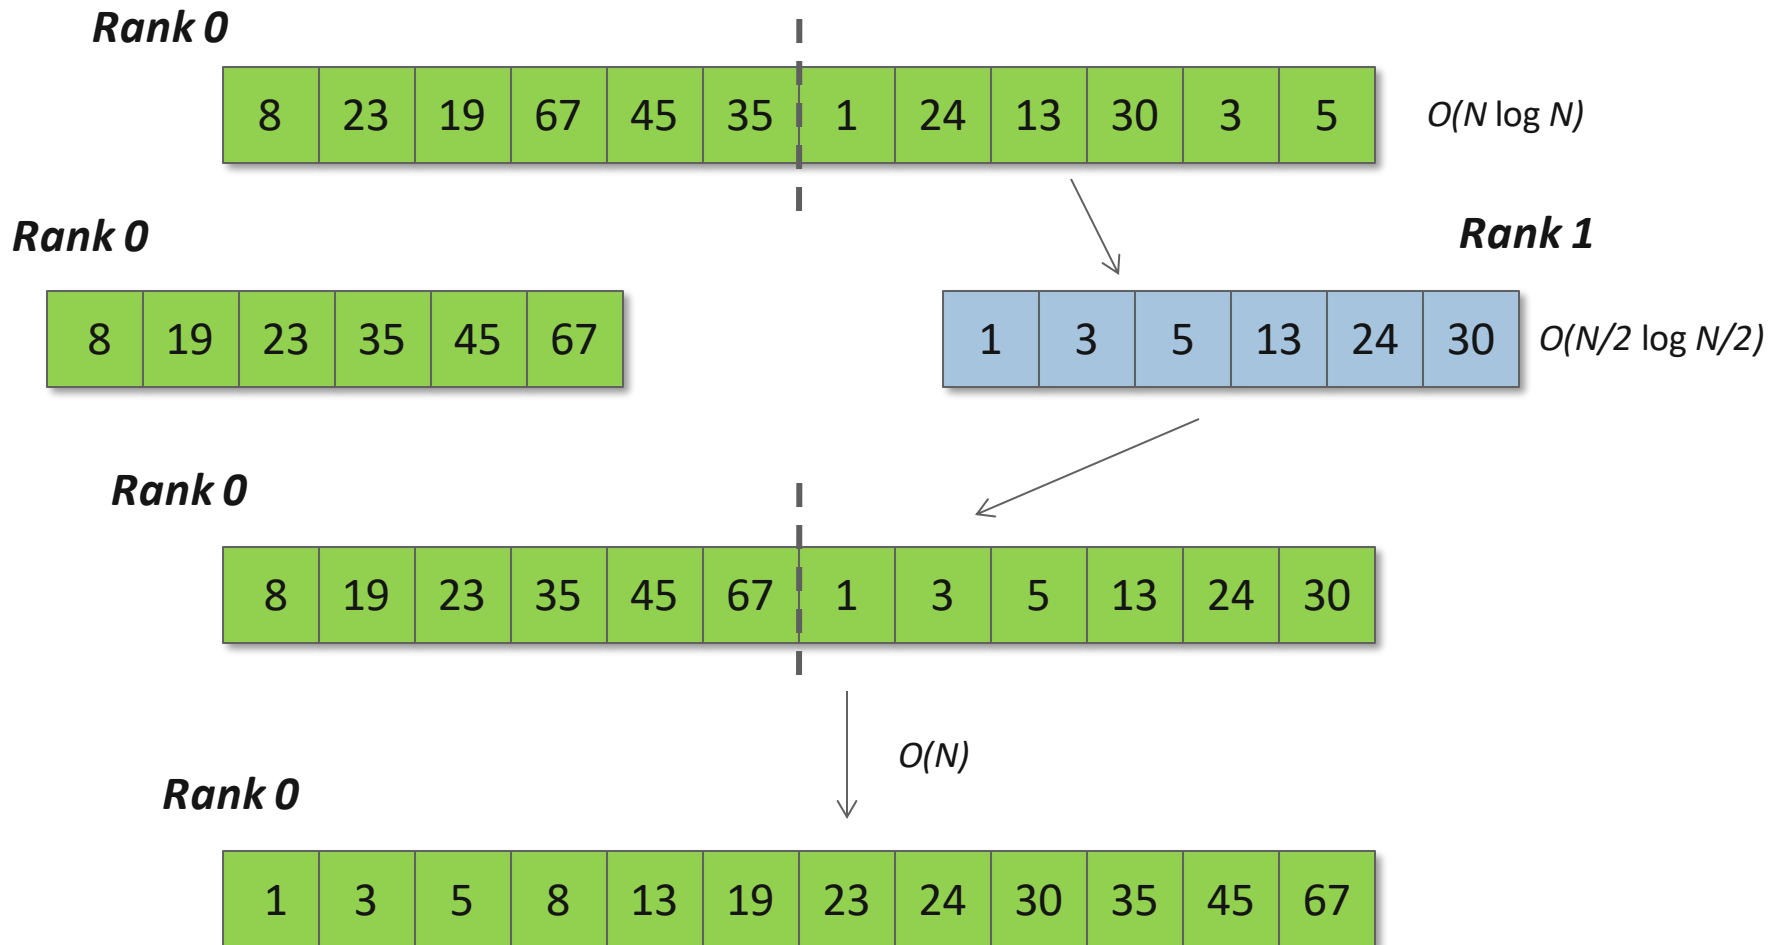 Rank 0
8 23 19 67 45 35 1 24 13 30 3 5 O(N log N)
Rank 0 Rank 1
8 19 23 35 45 67 1 3 5 13 24 30 O(N/2 log N/2)
Rank 0
8 19 23 35 45 67 1 3 5 13 24 30
O(N)
Rank 0
1 3 5 8 13 19 23 24 30 35 45 67